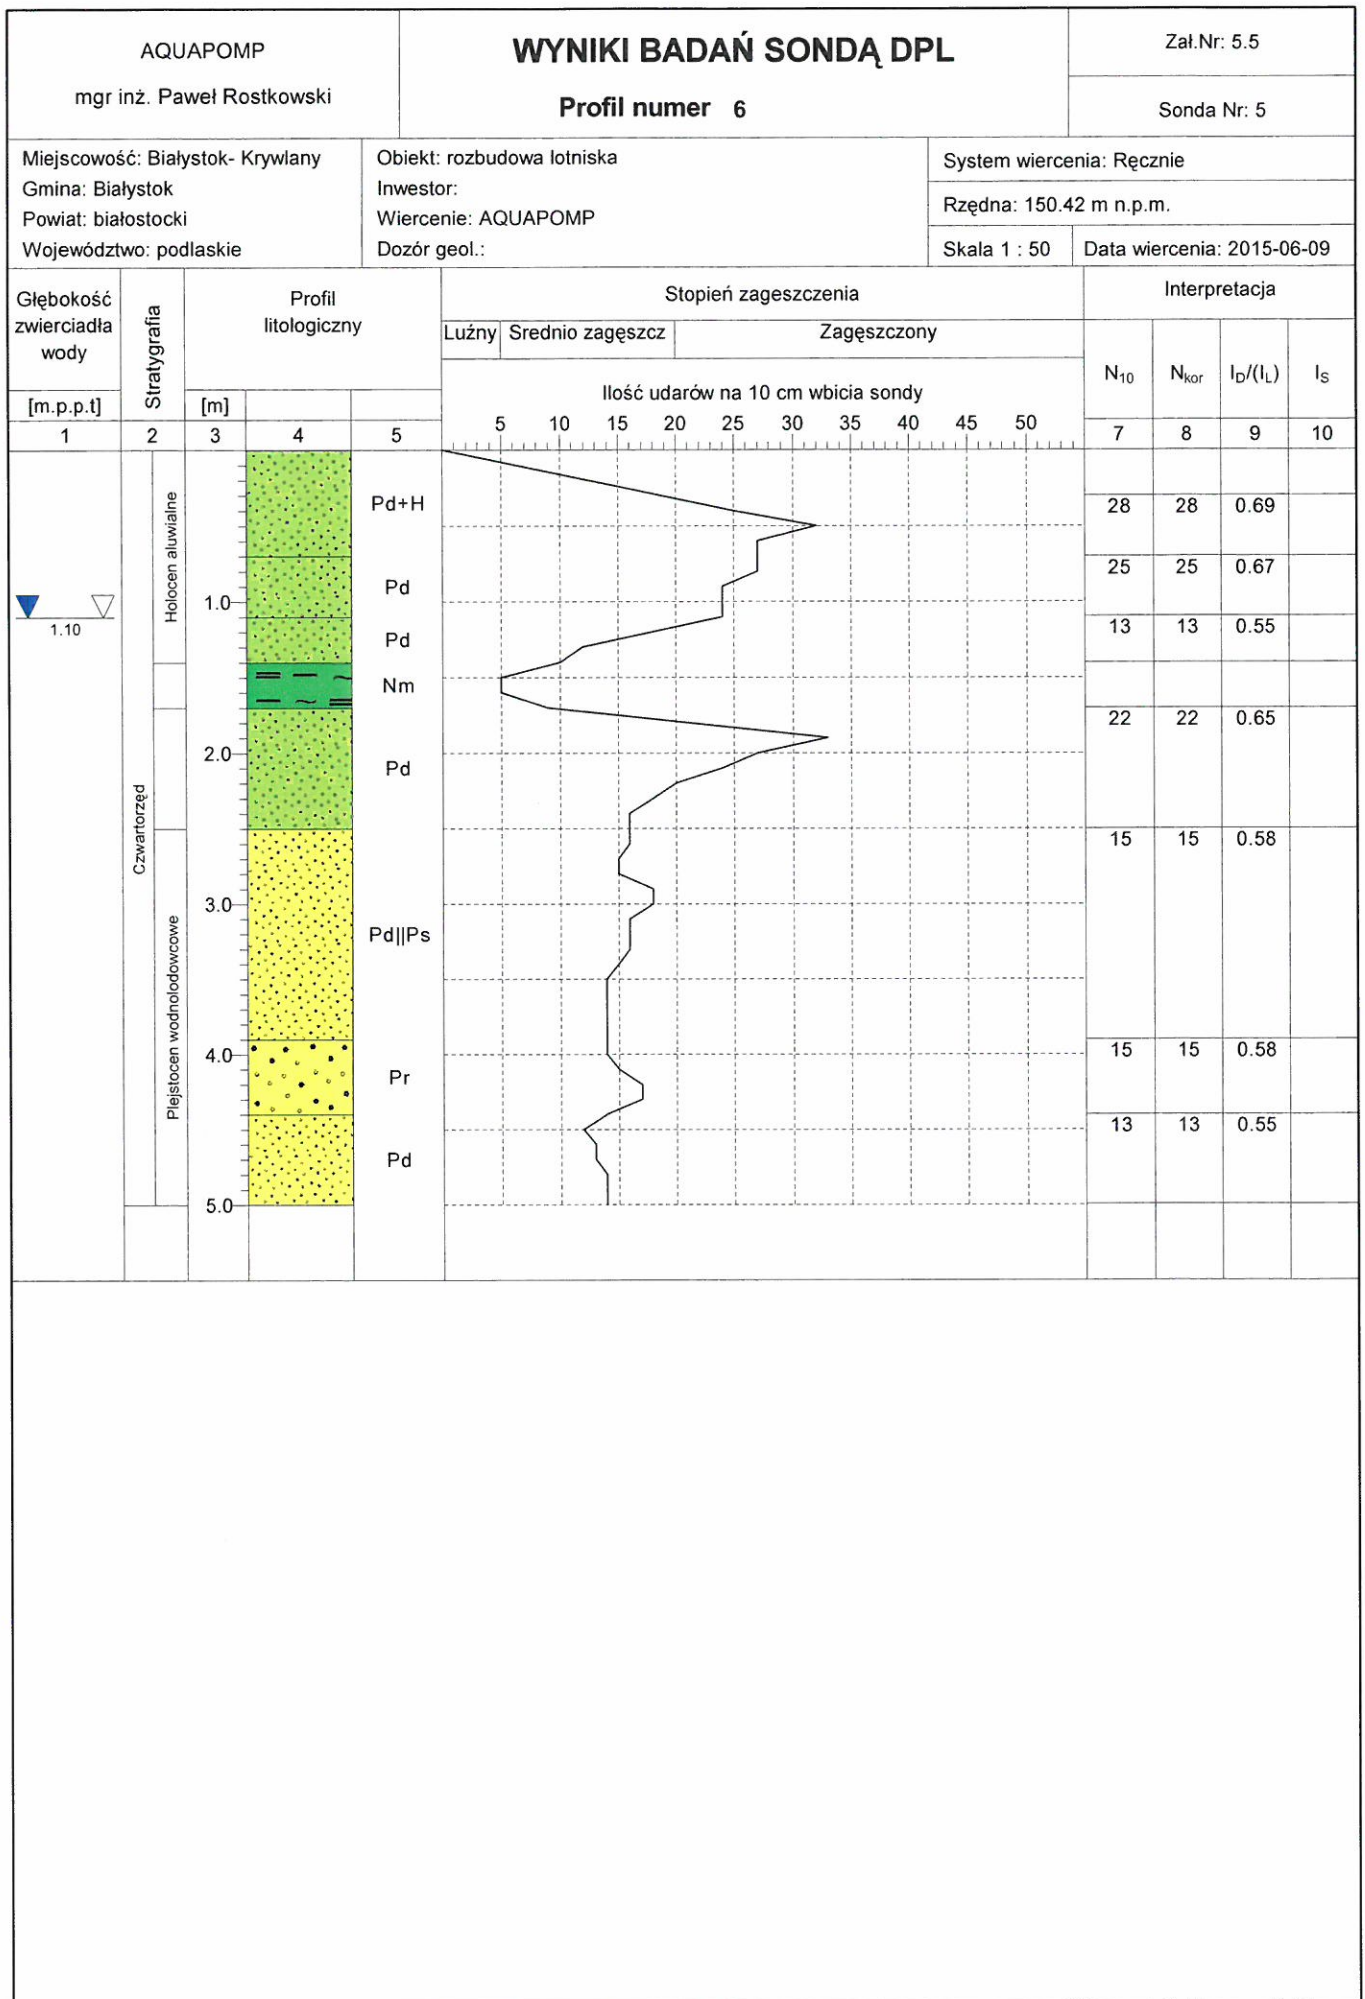 AQUAPOMP
mgr inż. Paweł Rostkowski
WYNIKI BADAŃ SONDĄ DPL
Profil numer 6
Zał.Nr: 5.5
Sonda Nr: 5
Miejscowość: Białystok- Krywlany
Gmina: Białystok
Powiat: białostocki
Województwo: podlaskie
Obiekt: rozbudowa lotniska
Inwestor:
Wiercenie: AQUAPOMP
Dozór geol.:
System wiercenia: Ręcznie
Rzędna: 150.42 m n.p.m.
Skala 1 : 50
Data wiercenia: 2015-06-09
Głębokość
zwierciadła
wody
[m.p.p.t]
Stratygrafia
Profil
litologiczny
[m]
Stopień zageszczenia
Luźny Srednio zagęszcz Zagęszczony
Ilość udarów na 10 cm wbicia sondy
5 10 15 20 25 30 35 40 45 50
Interpretacja
N10 Nkor ID/(IL) IS
1 2 3 4 5 7 8 9 10
Czwartorzęd
Holocen aluwialne
Plejstocen wodnolodowcowe
1.10
1.0
2.0
3.0
4.0
5.0
Pd+H
Pd
Pd
Nm
Pd
Pd||Ps
Pr
Pd
28 28 0.69
25 25 0.67
13 13 0.55
22 22 0.65
15 15 0.58
15 15 0.58
13 13 0.55